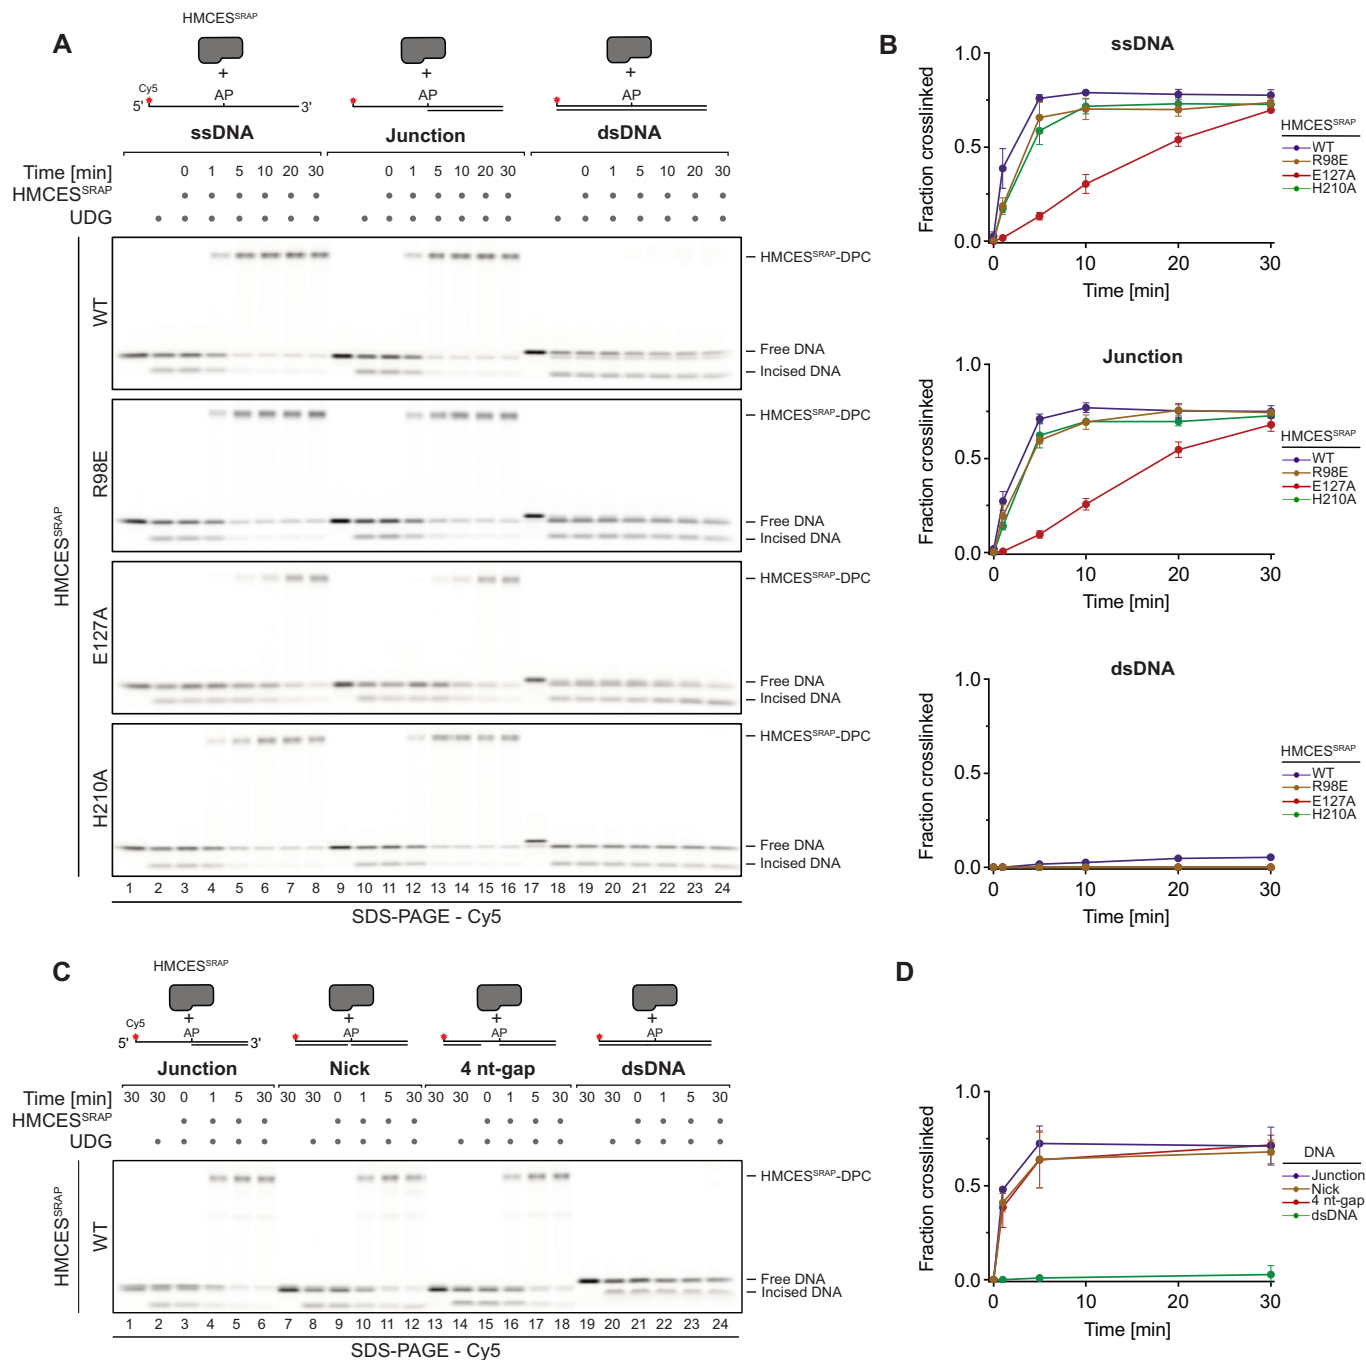 A
HMCES^SRAP
+ + +
Cy5
5' AP 3' AP AP
ssDNA Junction dsDNA
Time [min] 0 1 5 10 20 30 0 1 5 10 20 30 0 1 5 10 20 30
HMCES^SRAP
UDG
HMCES^SRAP
WT
HMCES^SRAP-DPC
Free DNA
Incised DNA
R98E
HMCES^SRAP-DPC
Free DNA
Incised DNA
E127A
HMCES^SRAP-DPC
Free DNA
Incised DNA
H210A
HMCES^SRAP-DPC
Free DNA
Incised DNA
1 2 3 4 5 6 7 8 9 10 11 12 13 14 15 16 17 18 19 20 21 22 23 24
SDS-PAGE - Cy5
B
ssDNA
Fraction crosslinked
1.0
0.5
0.0
0 10 20 30
Time [min]
HMCES^SRAP
WT
R98E
E127A
H210A
Junction
Fraction crosslinked
1.0
0.5
0.0
0 10 20 30
Time [min]
HMCES^SRAP
WT
R98E
E127A
H210A
dsDNA
Fraction crosslinked
1.0
0.5
0.0
0 10 20 30
Time [min]
HMCES^SRAP
WT
R98E
E127A
H210A
C
HMCES^SRAP
+ + + +
Cy5
5' AP 3' AP AP AP
Junction Nick 4 nt-gap dsDNA
Time [min] 30 30 0 1 5 30 30 30 0 1 5 30 30 30 0 1 5 30 30 30 0 1 5 30
HMCES^SRAP
UDG
HMCES^SRAP
WT
HMCES^SRAP-DPC
Free DNA
Incised DNA
1 2 3 4 5 6 7 8 9 10 11 12 13 14 15 16 17 18 19 20 21 22 23 24
SDS-PAGE - Cy5
D
Fraction crosslinked
1.0
0.5
0.0
0 10 20 30
Time [min]
DNA
Junction
Nick
4 nt-gap
dsDNA